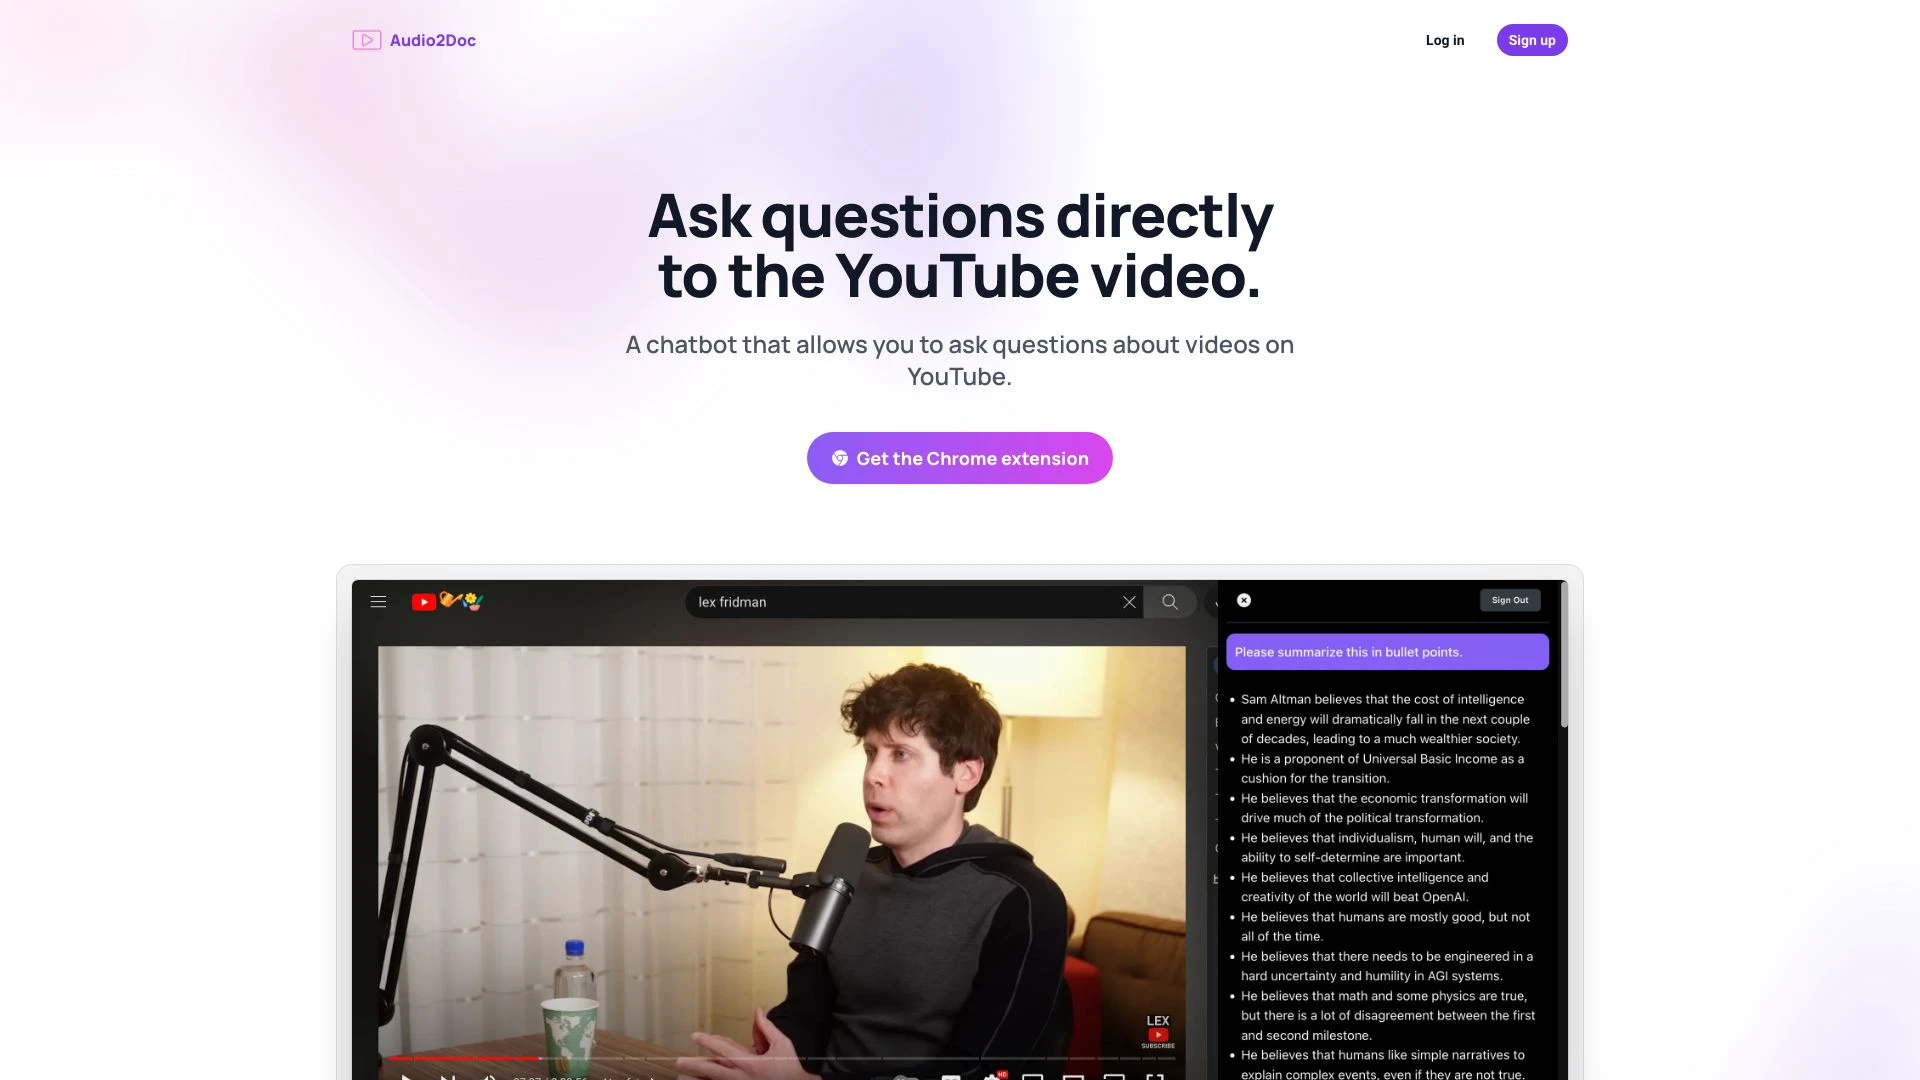 Audio2Doc
Log in
Sign up
Ask questions directly
to the YouTube video.
A chatbot that allows you to ask questions about videos on
YouTube.
Get the Chrome extension
lex fridman
Sign Out
Please summarize this in bullet points.
• Sam Altman believes that the cost of intelligence
and energy will dramatically fall in the next couple
of decades, leading to a much wealthier society.
• He is a proponent of Universal Basic Income as a
cushion for the transition.
• He believes that the economic transformation will
drive much of the political transformation.
• He believes that individualism, human will, and the
ability to self-determine are important.
• He believes that collective intelligence and
creativity of the world will beat OpenAI.
• He believes that humans are mostly good, but not
all of the time.
• He believes that there needs to be engineered in a
hard uncertainty and humility in AGI systems.
• He believes that math and some physics are true,
but there is a lot of disagreement between the first
and second milestone.
• He believes that humans like simple narratives to
explain complex events, even if they are not true.
LEX
SUBSCRIBE
HD